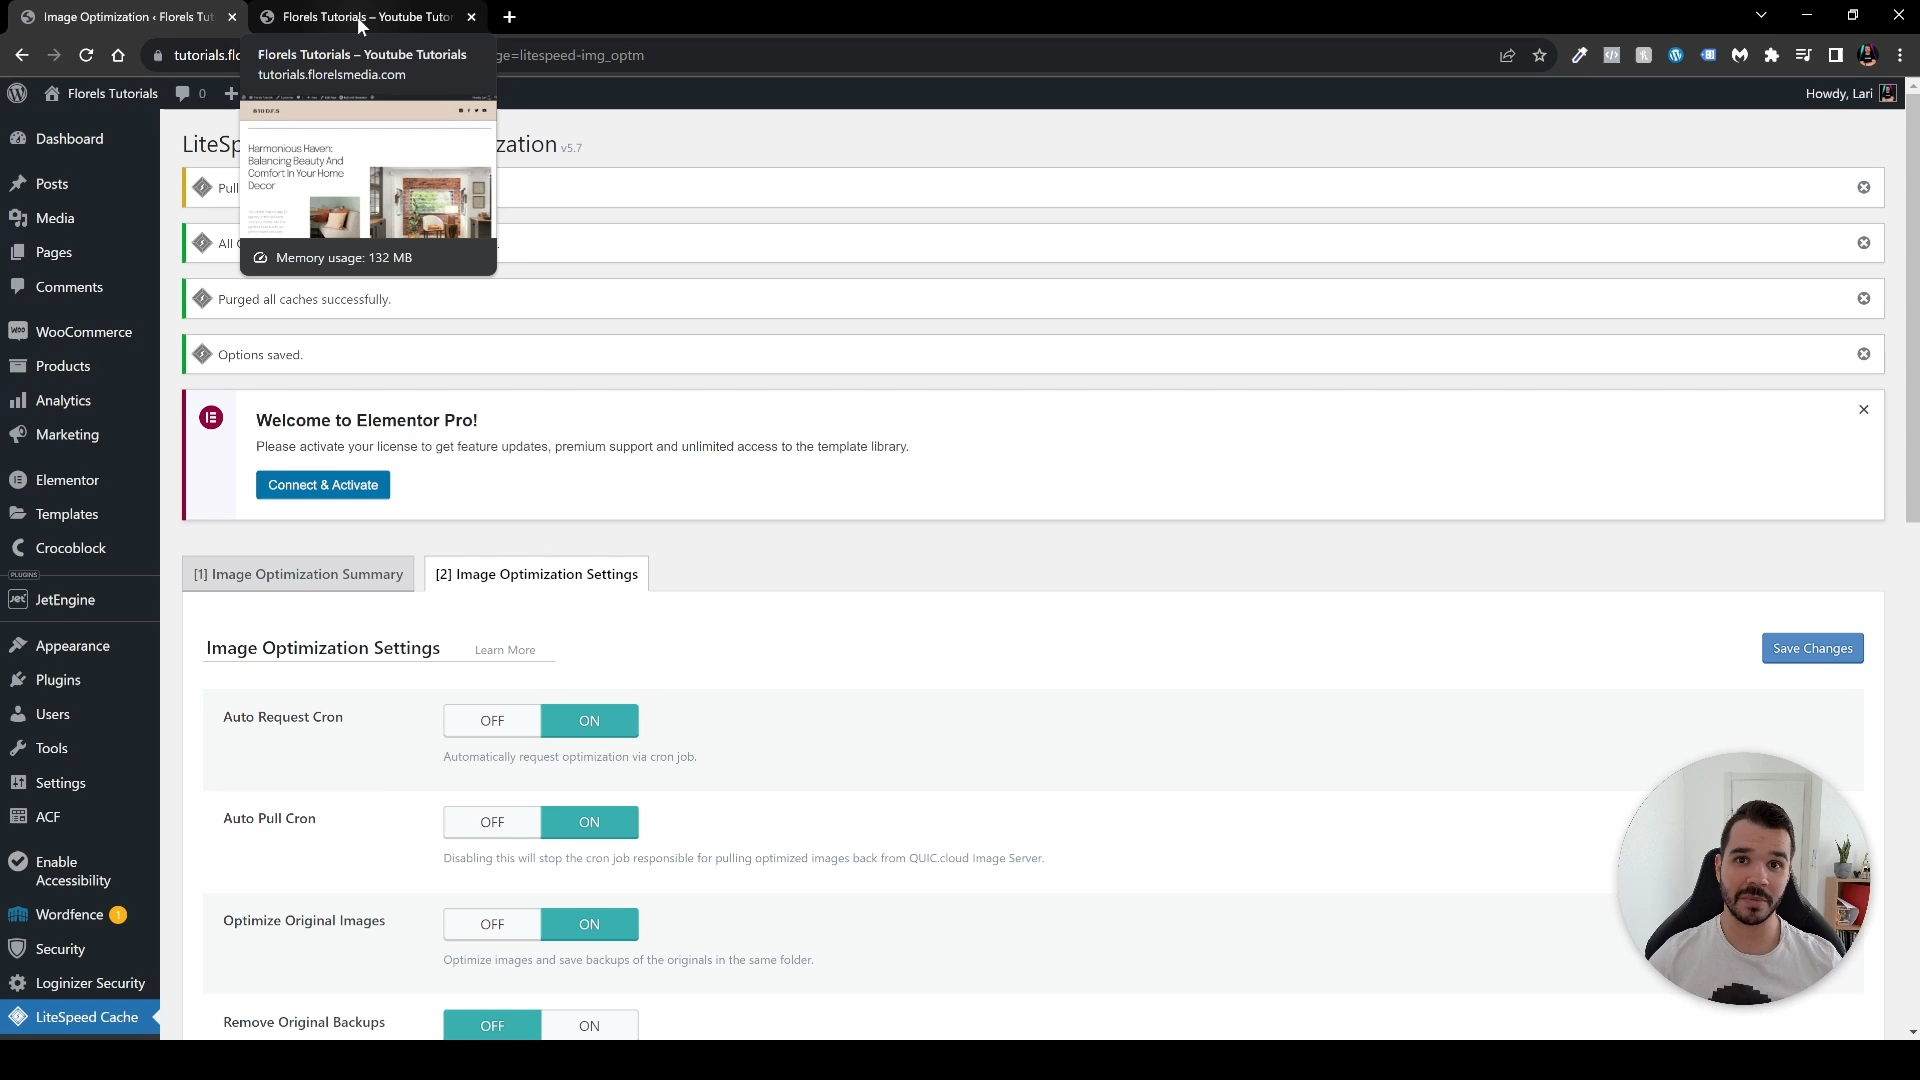 Image Optimization ‹ Florels Tut
Florels Tutorials – Youtube Tutor
tutorials.flo
ge=litespeed-img_optm
Florels Tutorials – Youtube Tutorials
tutorials.florelsmedia.com
Florels Tutorials
0
Howdy, Lari
Harmonious Haven:
Balancing Beauty And
Comfort In Your Home
Decor
Memory usage: 132 MB
Dashboard
Posts
Media
Pages
Comments
WooCommerce
Products
Analytics
Marketing
Elementor
Templates
Crocoblock
PLUGINS
JetEngine
Appearance
Plugins
Users
Tools
Settings
ACF
Enable
Accessibility
Wordfence 1
Security
Loginizer Security
LiteSpeed Cache
LiteSp
zation v5.7
Pull
All
Purged all caches successfully.
Options saved.
Welcome to Elementor Pro!
Please activate your license to get feature updates, premium support and unlimited access to the template library.
Connect & Activate
[1] Image Optimization Summary
[2] Image Optimization Settings
Image Optimization Settings
Learn More
Save Changes
Auto Request Cron
OFF ON
Automatically request optimization via cron job.
Auto Pull Cron
OFF ON
Disabling this will stop the cron job responsible for pulling optimized images back from QUIC.cloud Image Server.
Optimize Original Images
OFF ON
Optimize images and save backups of the originals in the same folder.
Remove Original Backups
OFF ON